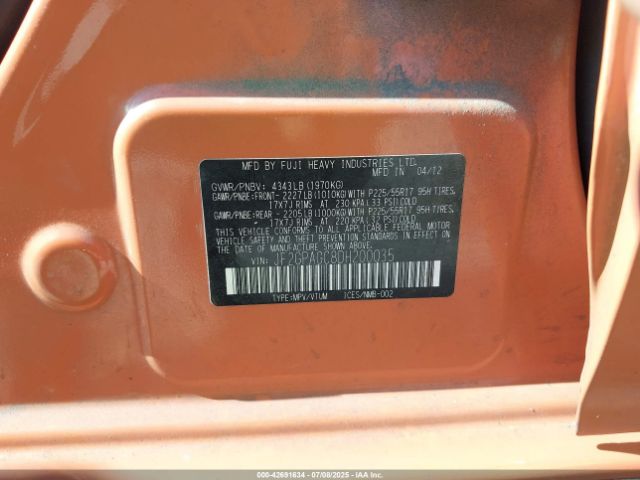 MFD BY FUJI HEAVY INDUSTRIES LTD.
MFD IN 04/12
GVWR/PNBV: 4343LB(1970KG)
GAWR/PNBE:FRONT- 2227LB(1010KG)WITH P225/55R17 95H TIRES,
17X7J RIMS AT 230 KPA(33 PSI)COLD
GAWR/PNBE:REAR - 2205LB(1000KG)WITH P225/55R17 95H TIRES,
17X7J RIMS AT 220 KPA(32 PSI)COLD
THIS VEHICLE CONFORMS TO ALL APPLICABLE FEDERAL MOTOR
VEHICLE SAFETY, BUMPER, AND THEFT PREVENTION STANDARDS
IN EFFECT ON THE DATE OF MANUFACTURE SHOWN ABOVE.
VIN: JF2GPAGC8DH200035
TYPE:MPV/VTUM ICES/NMB-002
000-42691634 07/08/2025 IAA Inc.